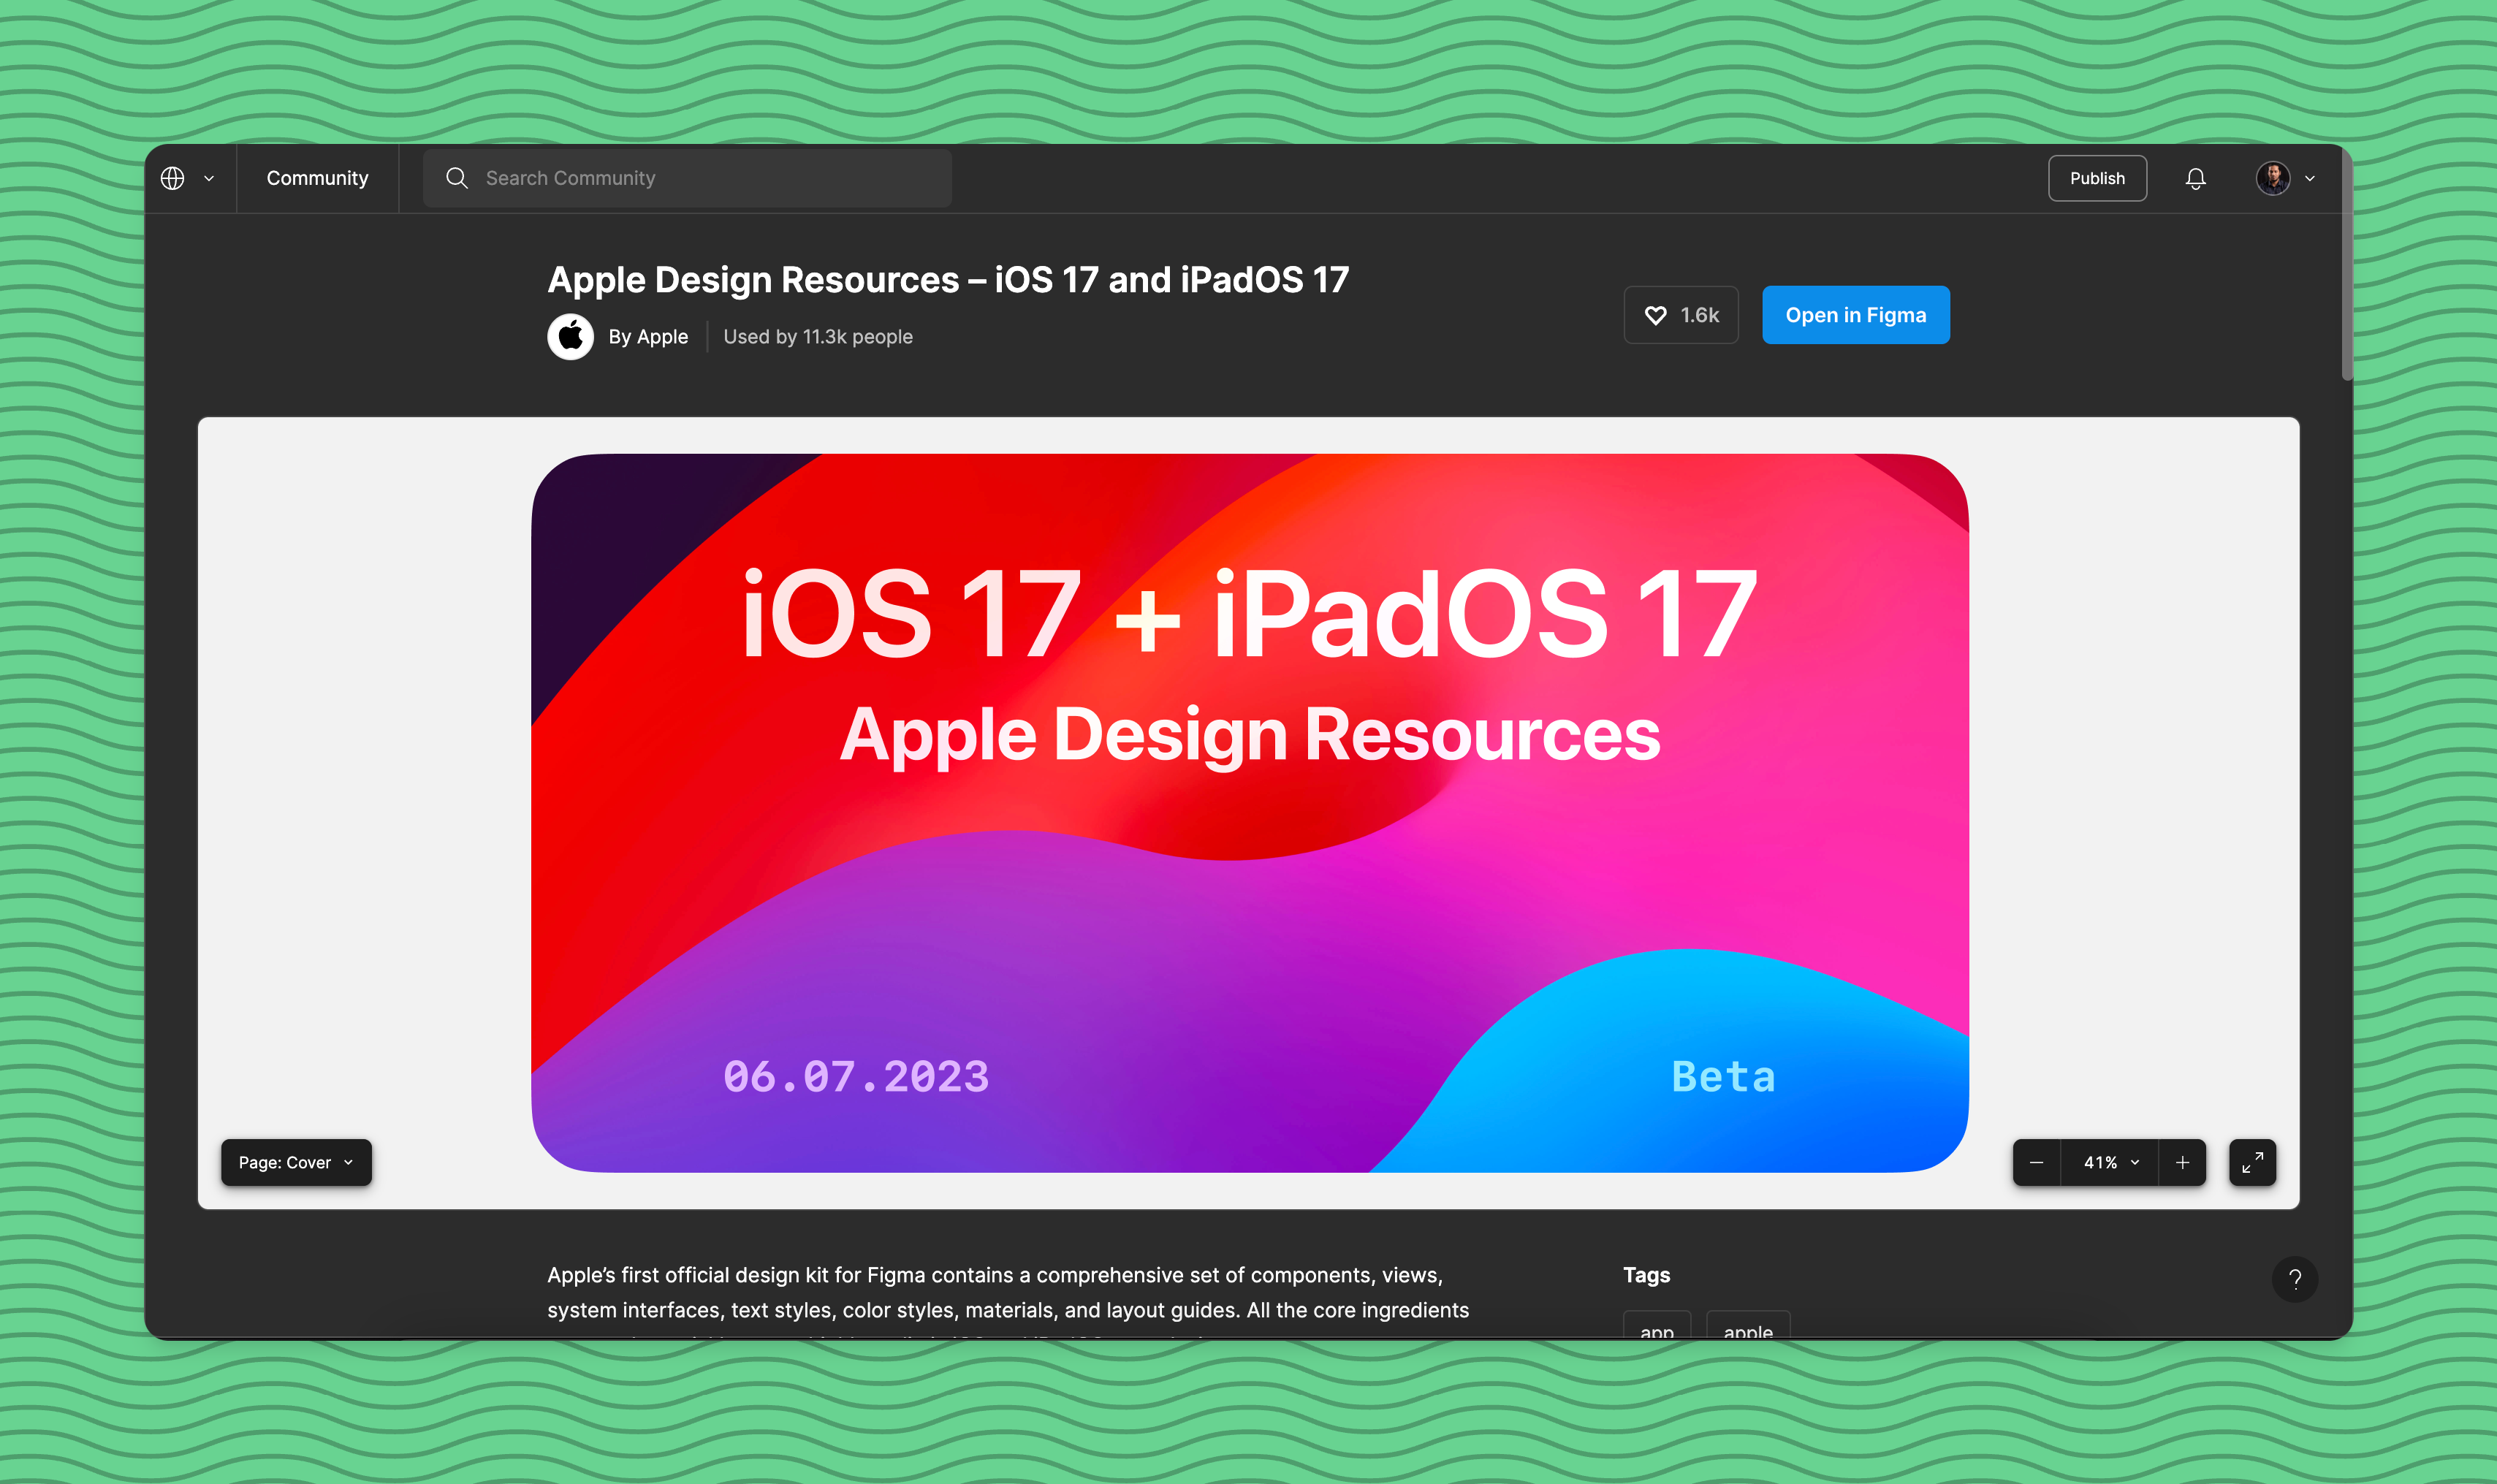 Community
Search Community
Publish
Apple Design Resources – iOS 17 and iPadOS 17
By Apple
Used by 11.3k people
1.6k
Open in Figma
iOS 17 + iPadOS 17
Apple Design Resources
06.07.2023
Beta
Page: Cover
41%
Apple’s first official design kit for Figma contains a comprehensive set of components, views,
system interfaces, text styles, color styles, materials, and layout guides. All the core ingredients
Tags
app
apple
?